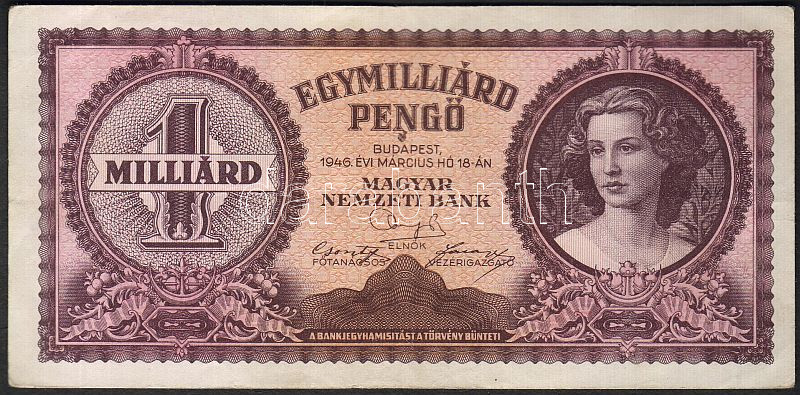 1
MILLIÁRD
EGYMILLIÁRD
PENGŐ
BUDAPEST,
1946. ÉVI MÁRCIUS HÓ 18-ÁN
MAGYAR
NEMZETI BANK
ELNÖK
FŐTANÁCSOS
VEZÉRIGAZGATÓ
A BANKJEGYHAMISÍTÁST A TÖRVÉNY BÜNTETI
darabanth